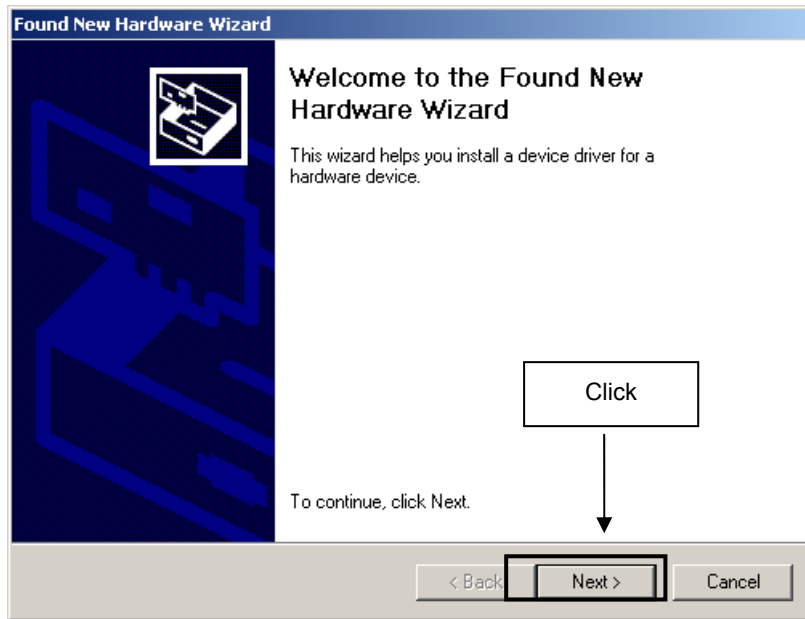 Found New Hardware Wizard
Welcome to the Found New
Hardware Wizard
This wizard helps you install a device driver for a
hardware device.
Click
To continue, click Next.
< Back
Next >
Cancel